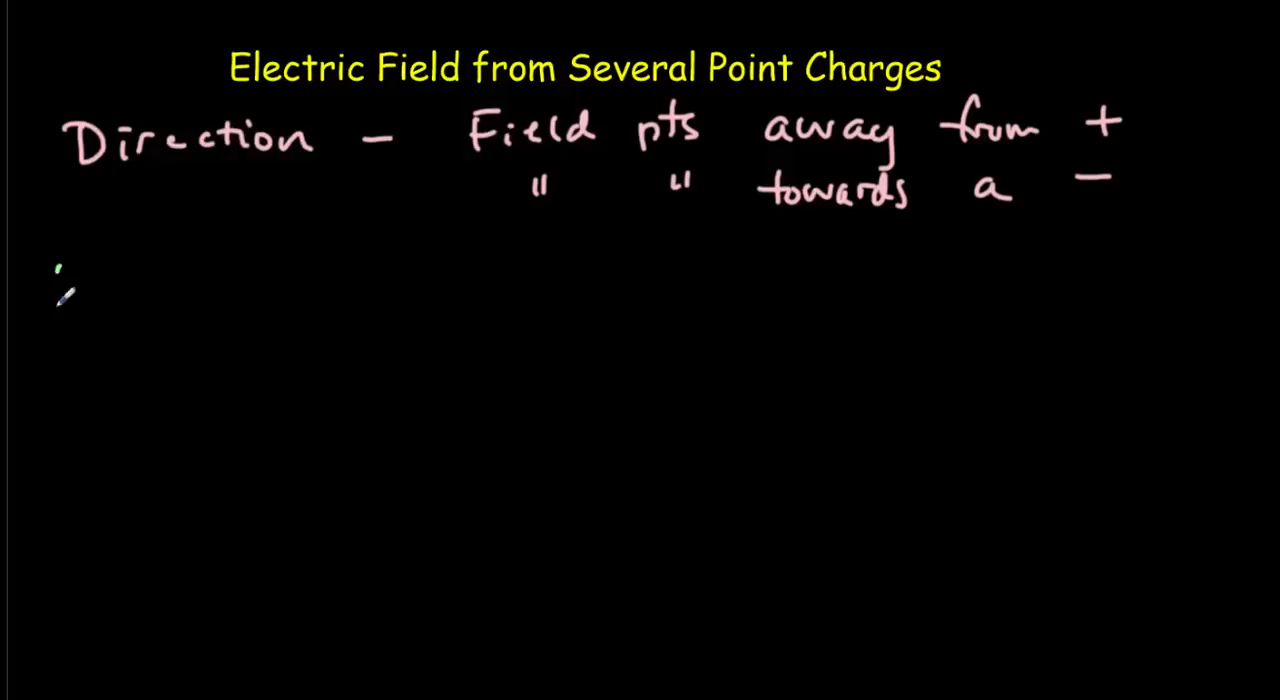 Electric Field from Several Point Charges
Direction - Field pts away from +
" " towards a -